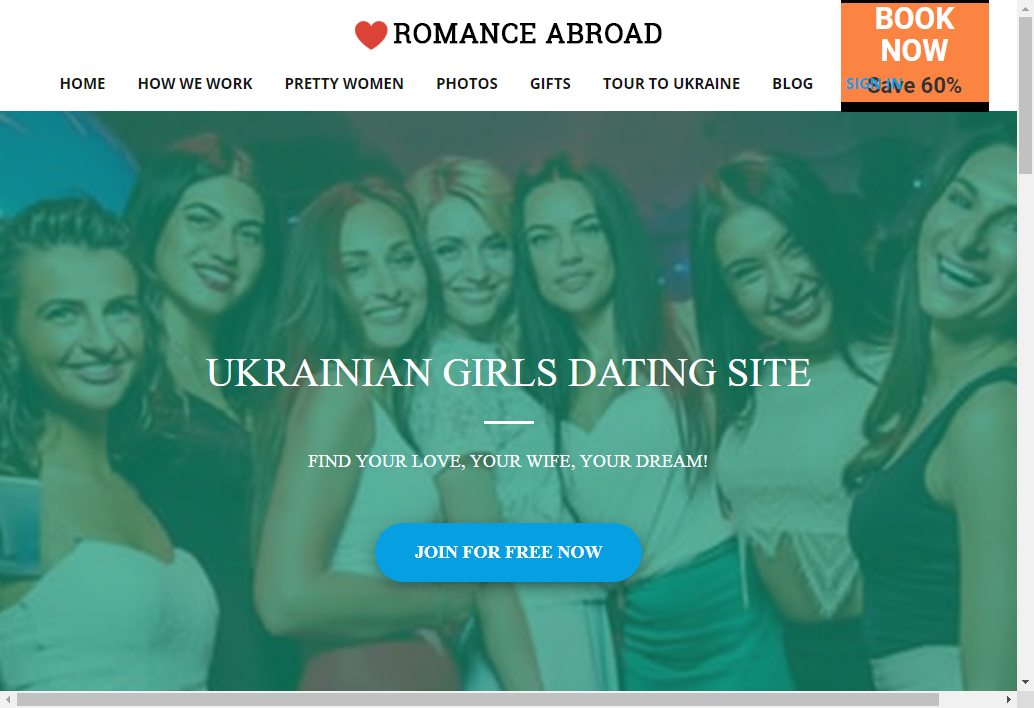 ROMANCE ABROAD
BOOK
NOW
Save 60%
HOME HOW WE WORK PRETTY WOMEN PHOTOS GIFTS TOUR TO UKRAINE BLOG SIGN IN
UKRAINIAN GIRLS DATING SITE
FIND YOUR LOVE, YOUR WIFE, YOUR DREAM!
JOIN FOR FREE NOW